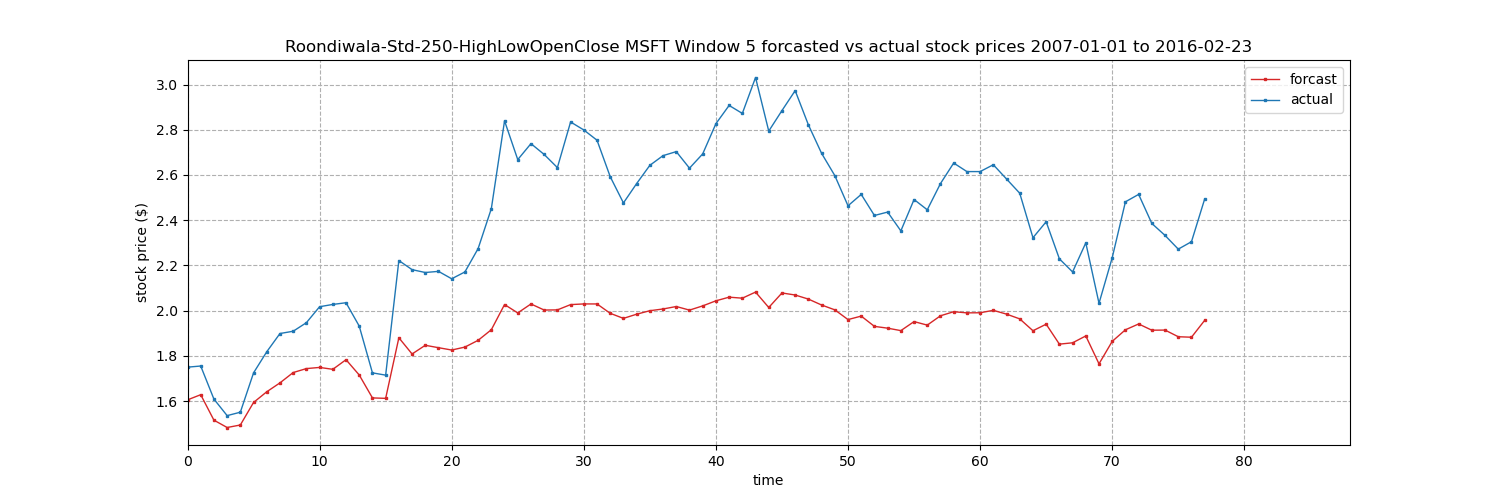 Roondiwala-Std-250-HighLowOpenClose MSFT Window 5 forcasted vs actual stock prices 2007-01-01 to 2016-02-23
forcast
actual
stock price ($)
3.0
2.8
2.6
2.4
2.2
2.0
1.8
1.6
0 10 20 30 40 50 60 70 80
time